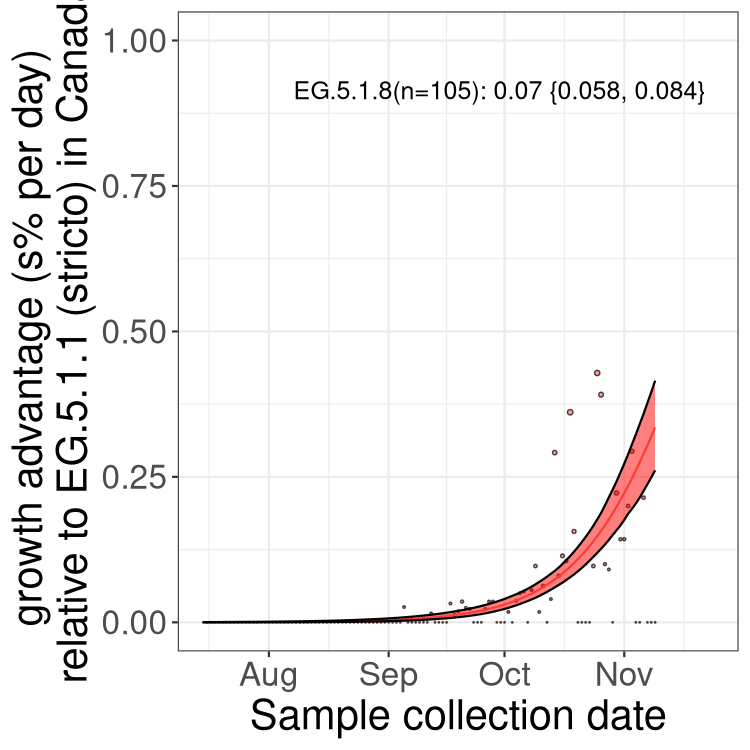 growth advantage (s% per day)
relative to EG.5.1.1 (stricto) in Canada
1.00
0.75
0.50
0.25
0.00
EG.5.1.8(n=105): 0.07 {0.058, 0.084}
Aug Sep Oct Nov
Sample collection date